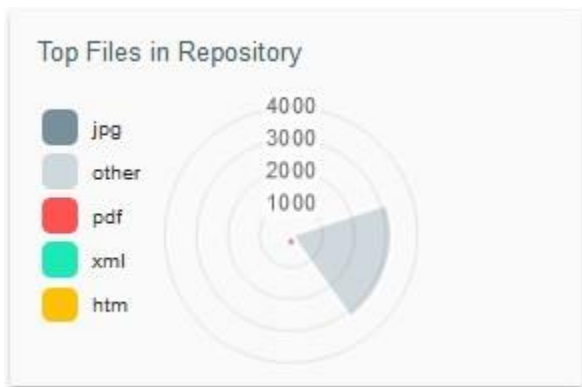 Top Files in Repository
jpg
other
pdf
xml
htm
4000
3000
2000
1000